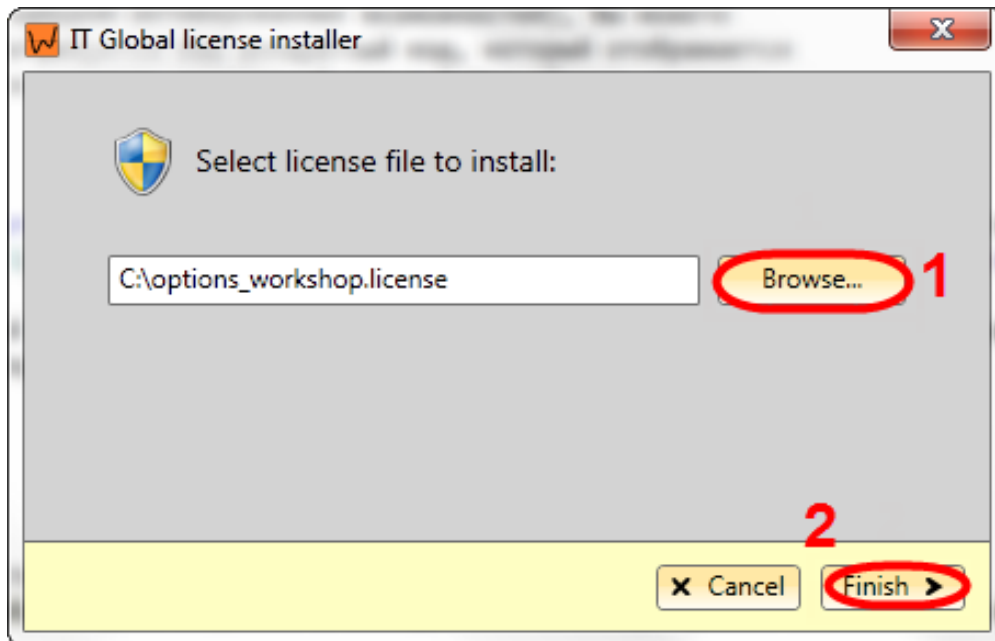 IT Global license installer
Select license file to install:
C:\options_workshop.license
Browse...
1
2
Cancel
Finish